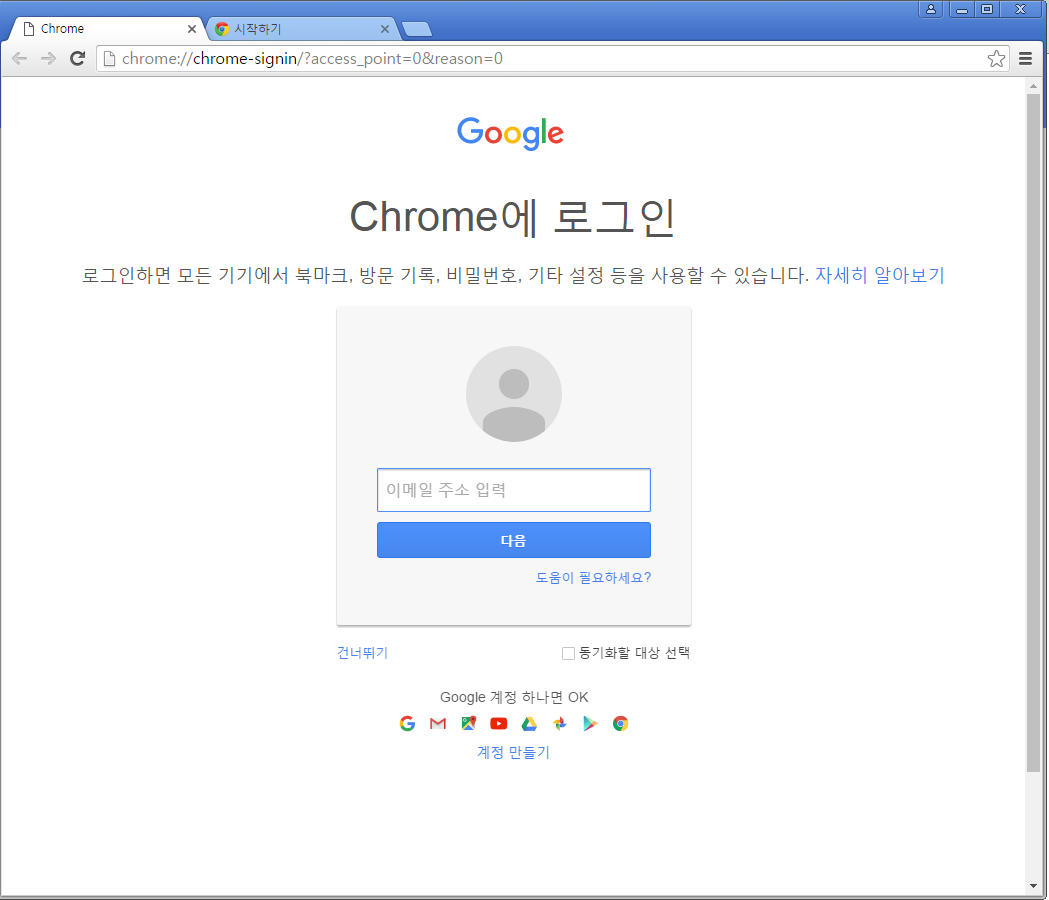 Chrome
시작하기
chrome://chrome-signin/?access_point=0&reason=0
Google
Chrome에 로그인
로그인하면 모든 기기에서 북마크, 방문 기록, 비밀번호, 기타 설정 등을 사용할 수 있습니다. 자세히 알아보기
이메일 주소 입력
다음
도움이 필요하세요?
건너뛰기
동기화할 대상 선택
Google 계정 하나면 OK
계정 만들기